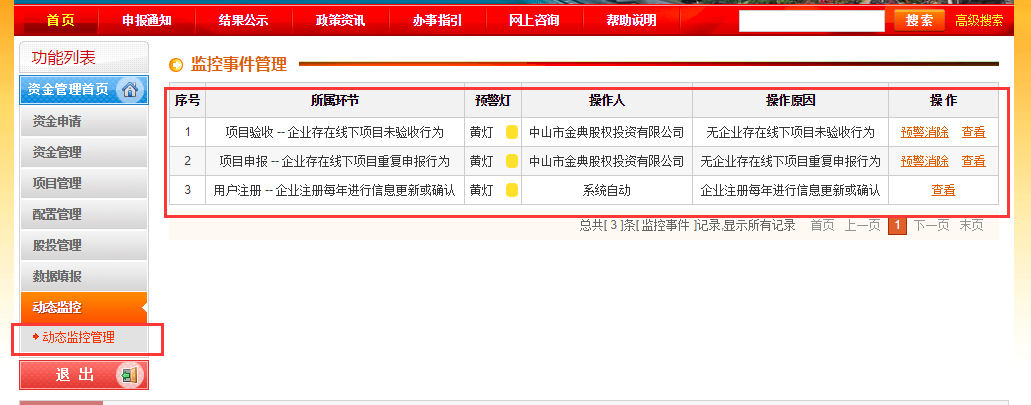 首页 申报通知 结果公示 政策资讯 办事指引 网上咨询 帮助说明 搜索 高级搜索
功能列表
资金管理首页
资金申请
资金管理
项目管理
配置管理
股投管理
数据填报
动态监控
动态监控管理
退 出
监控事件管理
序号 所属环节 预警灯 操作人 操作原因 操 作
1 项目验收 -- 企业存在线下项目未验收行为 黄灯 中山市金典股权投资有限公司 无企业存在线下项目未验收行为 预警消除 查看
2 项目申报 -- 企业存在线下项目重复申报行为 黄灯 中山市金典股权投资有限公司 无企业存在线下项目重复申报行为 预警消除 查看
3 用户注册 -- 企业注册每年进行信息更新或确认 黄灯 系统自动 企业注册每年进行信息更新或确认 查看
总共[ 3 ]条[ 监控事件 ]记录,显示所有记录 首页 上一页 1 下一页 末页